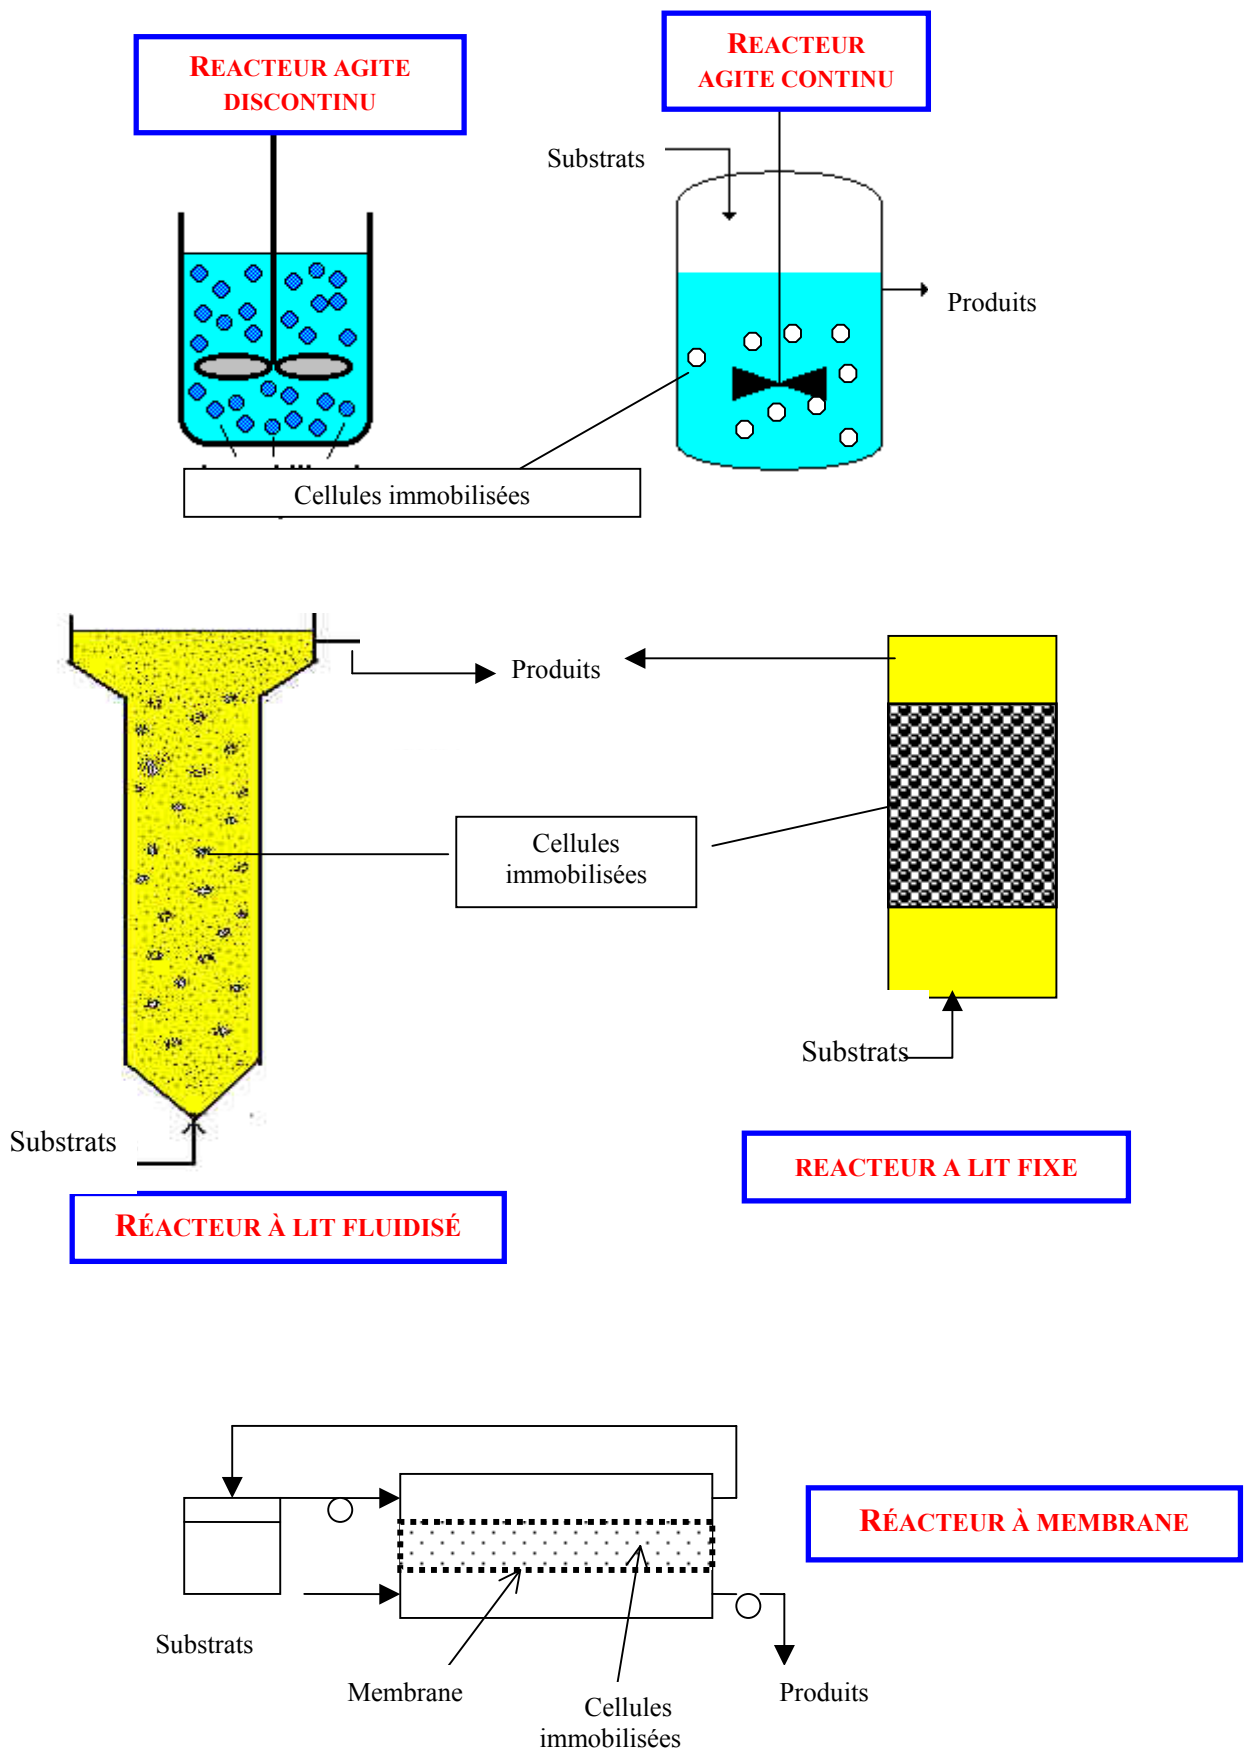 REACTEUR AGITE
DISCONTINU
REACTEUR
AGITE CONTINU
Substrats
Produits
Cellules immobilisées
Produits
Cellules
immobilisées
Substrats
Substrats
REACTEUR A LIT FIXE
RÉACTEUR À LIT FLUIDISÉ
RÉACTEUR À MEMBRANE
Substrats
Membrane
Produits
Cellules
immobilisées